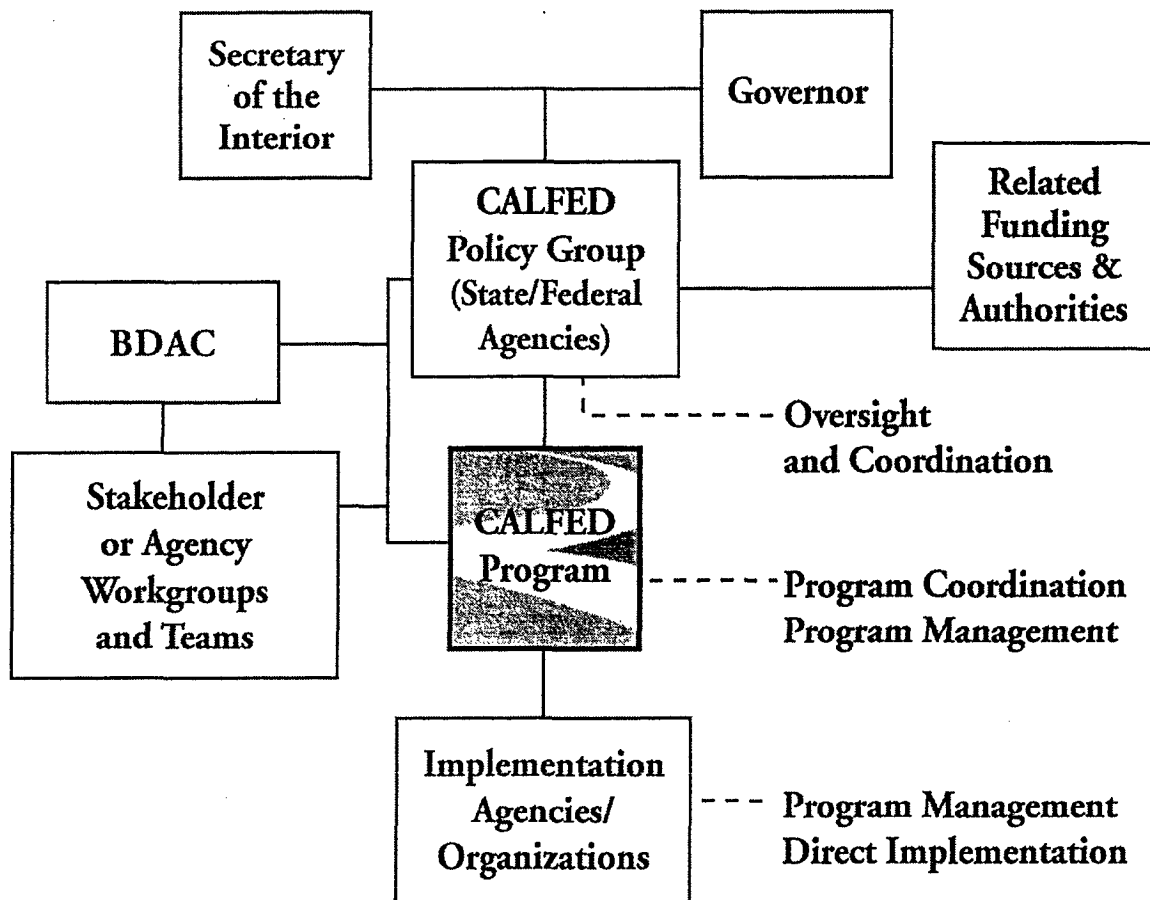 Secretary
of the
Interior
Governor
CALFED
Policy Group
(State/Federal
Agencies)
Related
Funding
Sources &
Authorities
BDAC
Oversight
and Coordination
Stakeholder
or Agency
Workgroups
and Teams
CALFED
Program
Program Coordination
Program Management
Implementation
Agencies/
Organizations
Program Management
Direct Implementation